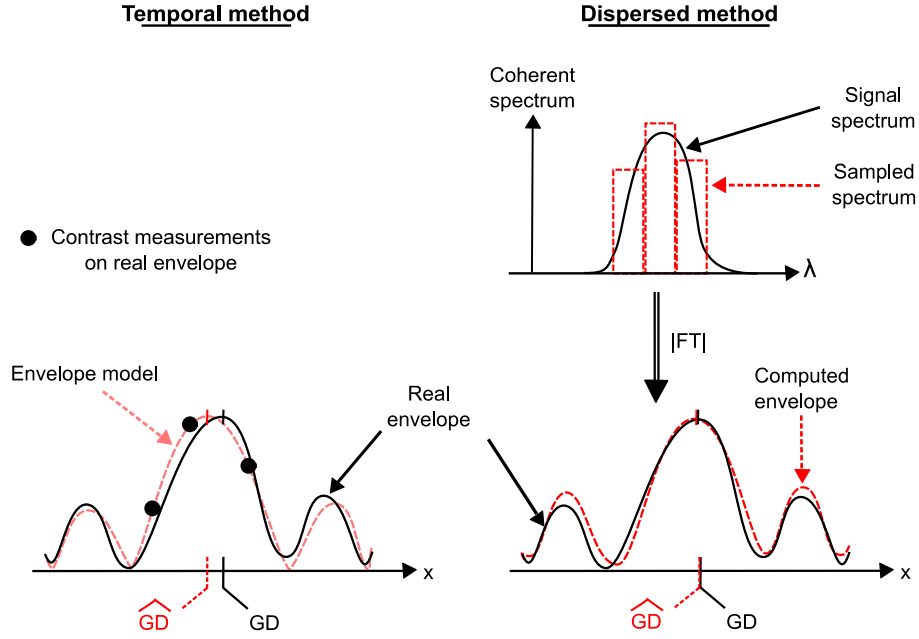 Temporal method
Dispersed method
Coherent
spectrum
Signal
spectrum
Sampled
spectrum
Contrast measurements
on real envelope
λ
|FT|
Envelope model
Real
envelope
Computed
envelope
x
x
GD
GD
GD
GD